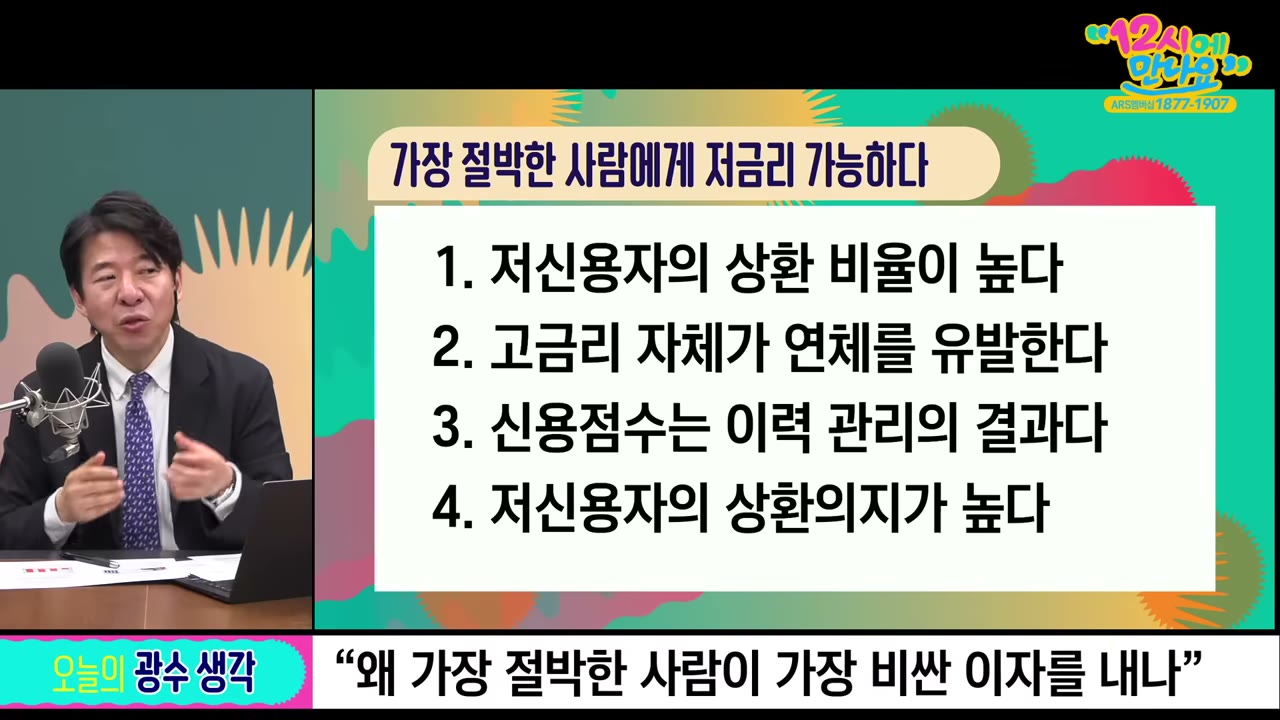 “12시에
만나요”
ARS멤버십 1877-1907
가장 절박한 사람에게 저금리 가능하다
1. 저신용자의 상환 비율이 높다
2. 고금리 자체가 연체를 유발한다
3. 신용점수는 이력 관리의 결과다
4. 저신용자의 상환의지가 높다
오늘의 광수 생각
“왜 가장 절박한 사람이 가장 비싼 이자를 내나”